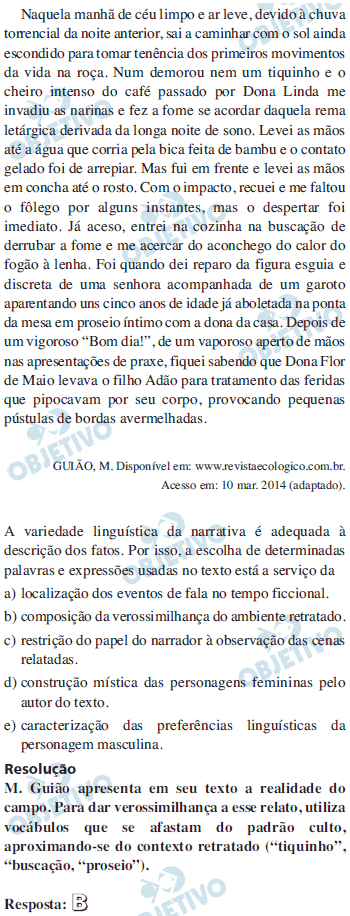 Naquela manhã de céu limpo e ar leve, devido à chuva
torrencial da noite anterior, sai a caminhar com o sol ainda
escondido para tomar tenência dos primeiros movimentos
da vida na roça. Num demorou nem um tiquinho e o
cheiro intenso do café passado por Dona Linda me
invadiu as narinas e fez a fome se acordar daquela rema
letárgica derivada da longa noite de sono. Levei as mãos
até a água que corria pela bica feita de bambu e o contato
gelado foi de arrepiar. Mas fui em frente e levei as mãos
em concha até o rosto. Com o impacto, recuei e me faltou
o fôlego por alguns instantes, mas o despertar foi
imediato. Já aceso, entrei na cozinha na buscação de
derrubar a fome e me acercar do aconchego do calor do
fogão à lenha. Foi quando dei reparo da figura esguia e
discreta de uma senhora acompanhada de um garoto
aparentando uns cinco anos de idade já aboletada na ponta
da mesa em proseio íntimo com a dona da casa. Depois de
um vigoroso “Bom dia!”, de um vaporoso aperto de mãos
nas apresentações de praxe, fiquei sabendo que Dona Flor
de Maio levava o filho Adão para tratamento das feridas
que pipocavam por seu corpo, provocando pequenas
pústulas de bordas avermelhadas.
GUIÃO, M. Disponível em: www.revistaecologico.com.br.
Acesso em: 10 mar. 2014 (adaptado).
A variedade linguística da narrativa é adequada à
descrição dos fatos. Por isso, a escolha de determinadas
palavras e expressões usadas no texto está a serviço da
a) localização dos eventos de fala no tempo ficcional.
b) composição da verossimilhança do ambiente retratado.
c) restrição do papel do narrador à observação das cenas
relatadas.
d) construção mística das personagens femininas pelo
autor do texto.
e) caracterização das preferências linguísticas da
personagem masculina.
Resolução
M. Guião apresenta em seu texto a realidade do
campo. Para dar verossimilhança a esse relato, utiliza
vocábulos que se afastam do padrão culto,
aproximando-se do contexto retratado (“tiquinho”,
“buscação, “proseio”).
Resposta: B
OBJETIVO
OBJETIVO
OBJETIVO
OBJETIVO
OBJETIVO
OBJETIVO
OBJETIVO
OBJETIVO
OBJETIVO